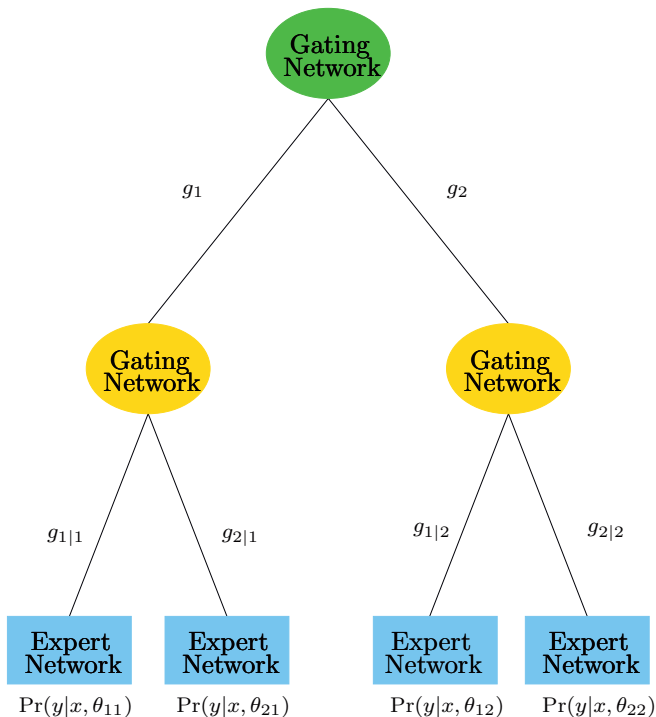 Gating
Network
g₁ g₂
Gating
Network
Gating
Network
g₁|₁ g₂|₁ g₁|₂ g₂|₂
Expert
Network
Expert
Network
Expert
Network
Expert
Network
Pr(y|x, θ₁₁) Pr(y|x, θ₂₁) Pr(y|x, θ₁₂) Pr(y|x, θ₂₂)